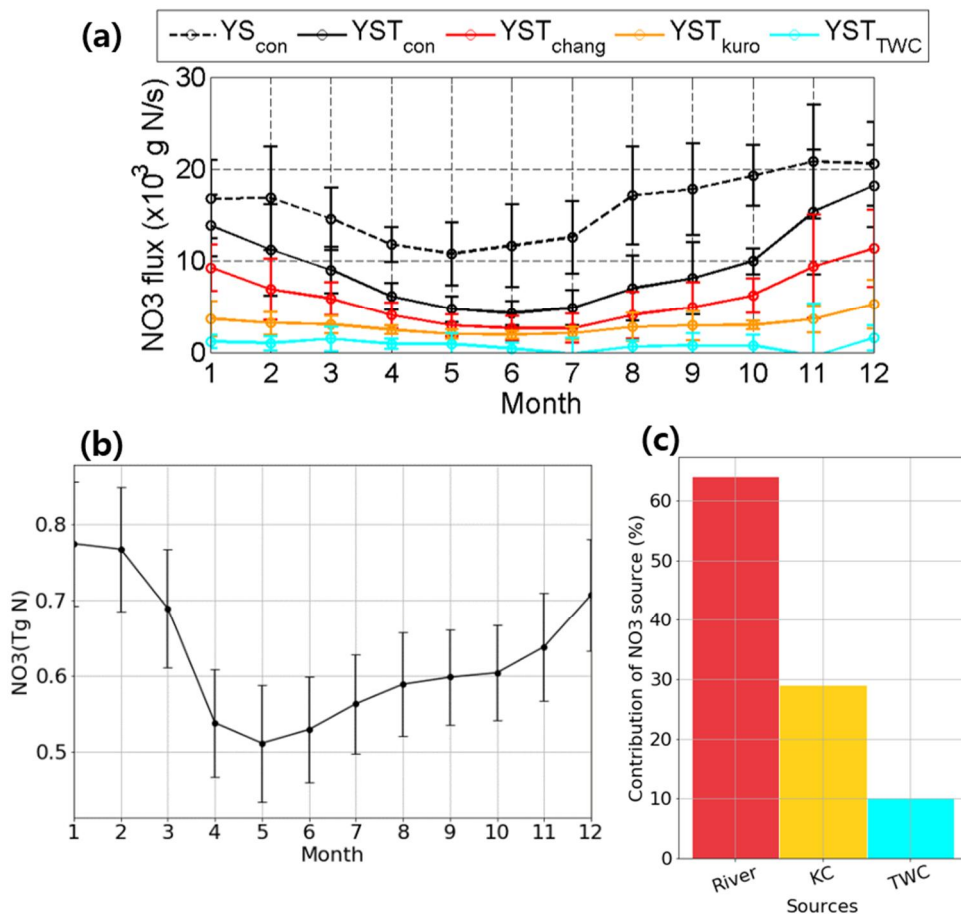 (a)
YS_con YST_con YST_chang YST_kuro YST_TWC
NO3 flux (x10^3 g N/s)
30
20
10
0
1 2 3 4 5 6 7 8 9 10 11 12
Month
(b)
NO3(Tg N)
0.8
0.7
0.6
0.5
1 2 3 4 5 6 7 8 9 10 11 12
Month
(c)
Contribution of NO3 source (%)
60
50
40
30
20
10
0
River KC TWC
Sources